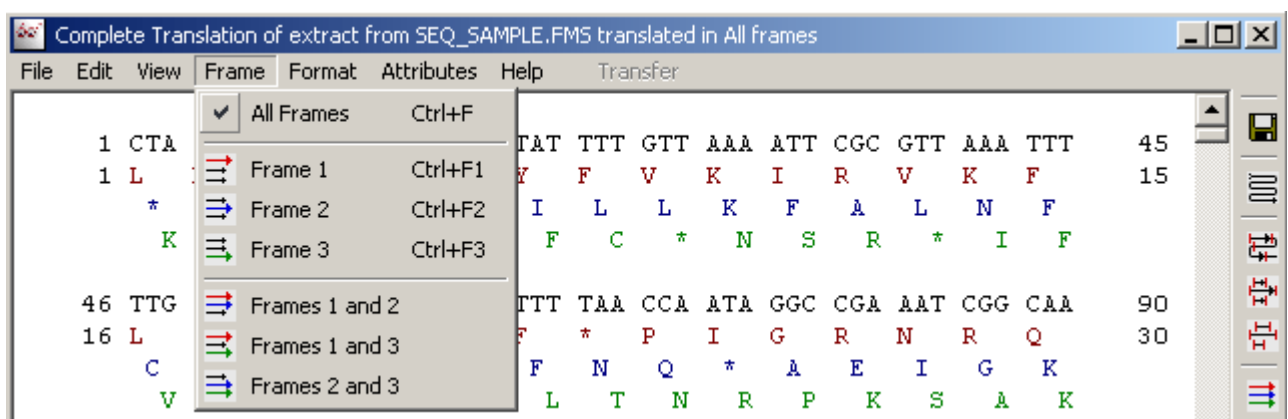 Complete Translation of extract from SEQ_SAMPLE.FMS translated in All frames
File Edit View Frame Format Attributes Help Transfer
All Frames Ctrl+F
1 CTA TAT TTT GTT AAA ATT CGC GTT AAA TTT 45
Frame 1 Ctrl+F1
1 L Y F V K I R V K F 15
Frame 2 Ctrl+F2
* I L L K F A L N F
Frame 3 Ctrl+F3
K F C * N S R * I F
46 TTG TTT TAA CCA ATA GGC CGA AAT CGG CAA 90
Frames 1 and 2
16 L F * P I G R N R Q 30
Frames 1 and 3
C F N Q * A E I G K
Frames 2 and 3
V L T N R P K S A K